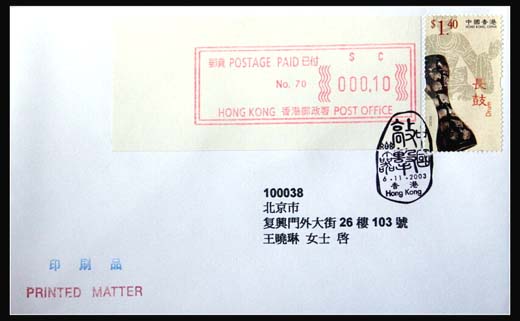 郵資 POSTAGE PAID 已付
$ ¢
No. 70
000.10
HONG KONG 香港郵政署 POST OFFICE
$1.40
中國香港
HONG KONG, CHINA
長鼓
敲擊
6.11.2003
香港
Hong Kong
100038
北京市
复興門外大街 26 樓 103 號
王曉琳 女士 啓
印刷品
PRINTED MATTER